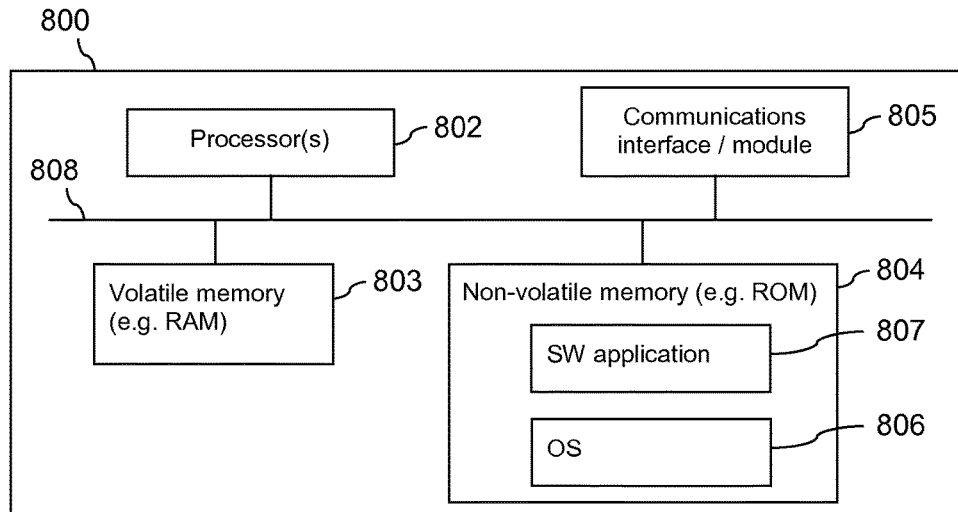 800
Processor(s)
802
Communications
interface / module
805
808
Volatile memory
(e.g. RAM)
803
Non-volatile memory (e.g. ROM)
804
SW application
807
OS
806